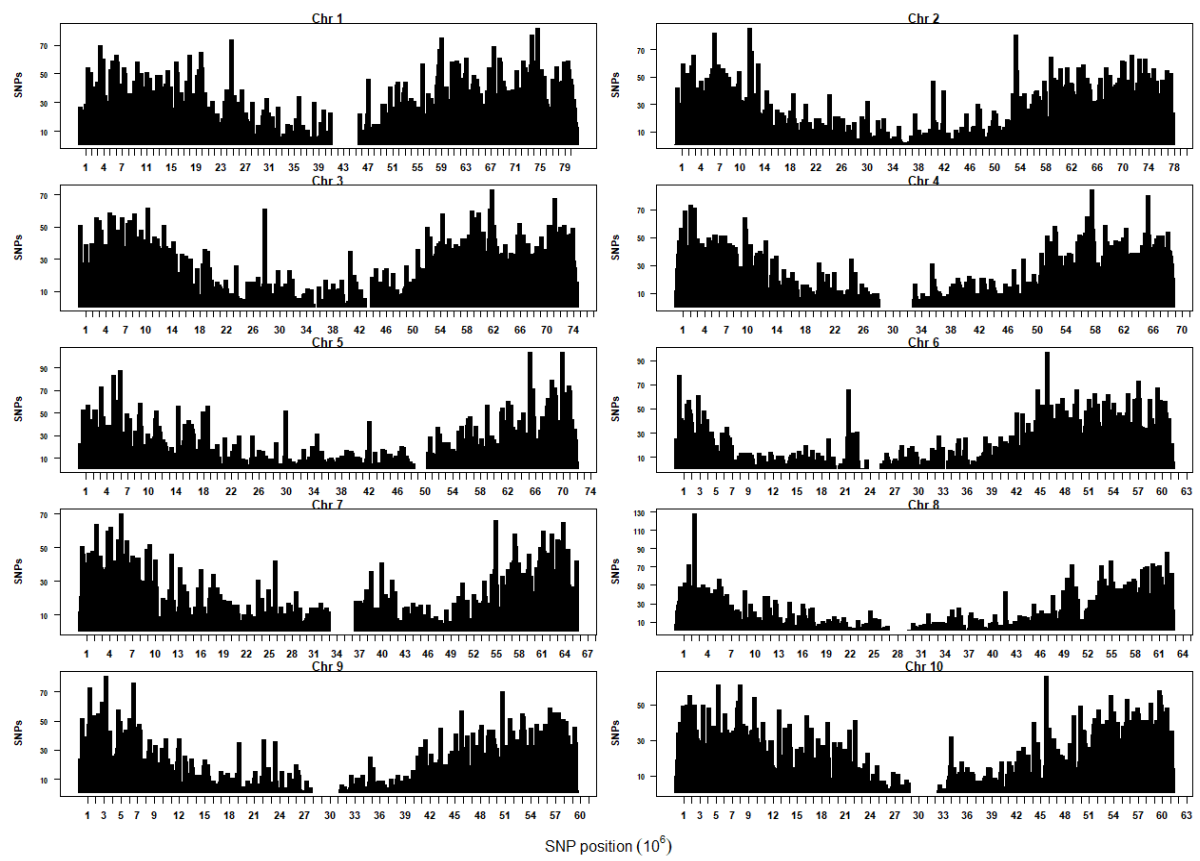 Chr 1
SNPs
70
50
30
10
1 4 7 11 15 19 23 27 31 35 39 43 47 51 55 59 63 67 71 75 79
Chr 2
SNPs
70
50
30
10
1 4 7 10 14 18 22 26 30 34 38 42 46 50 54 58 62 66 70 74 78
Chr 3
SNPs
70
50
30
10
1 4 7 10 14 18 22 26 30 34 38 42 46 50 54 58 62 66 70 74
Chr 4
SNPs
70
50
30
10
1 4 7 10 14 18 22 26 30 34 38 42 46 50 54 58 62 66 70
Chr 5
SNPs
90
70
50
30
10
1 4 7 10 14 18 22 26 30 34 38 42 46 50 54 58 62 66 70 74
Chr 6
SNPs
90
70
50
30
10
1 3 5 7 9 12 15 18 21 24 27 30 33 36 39 42 45 48 51 54 57 60 63
Chr 7
SNPs
70
50
30
10
1 4 7 10 13 16 19 22 25 28 31 34 37 40 43 46 49 52 55 58 61 64 67
Chr 8
SNPs
130
110
90
70
50
30
10
1 4 7 10 13 16 19 22 25 28 31 34 37 40 43 46 49 52 55 58 61 64
Chr 9
SNPs
70
50
30
10
1 3 5 7 9 12 15 18 21 24 27 30 33 36 39 42 45 48 51 54 57 60
Chr 10
SNPs
50
30
10
1 3 5 7 9 12 15 18 21 24 27 30 33 36 39 42 45 48 51 54 57 60 63
SNP position (10⁶)